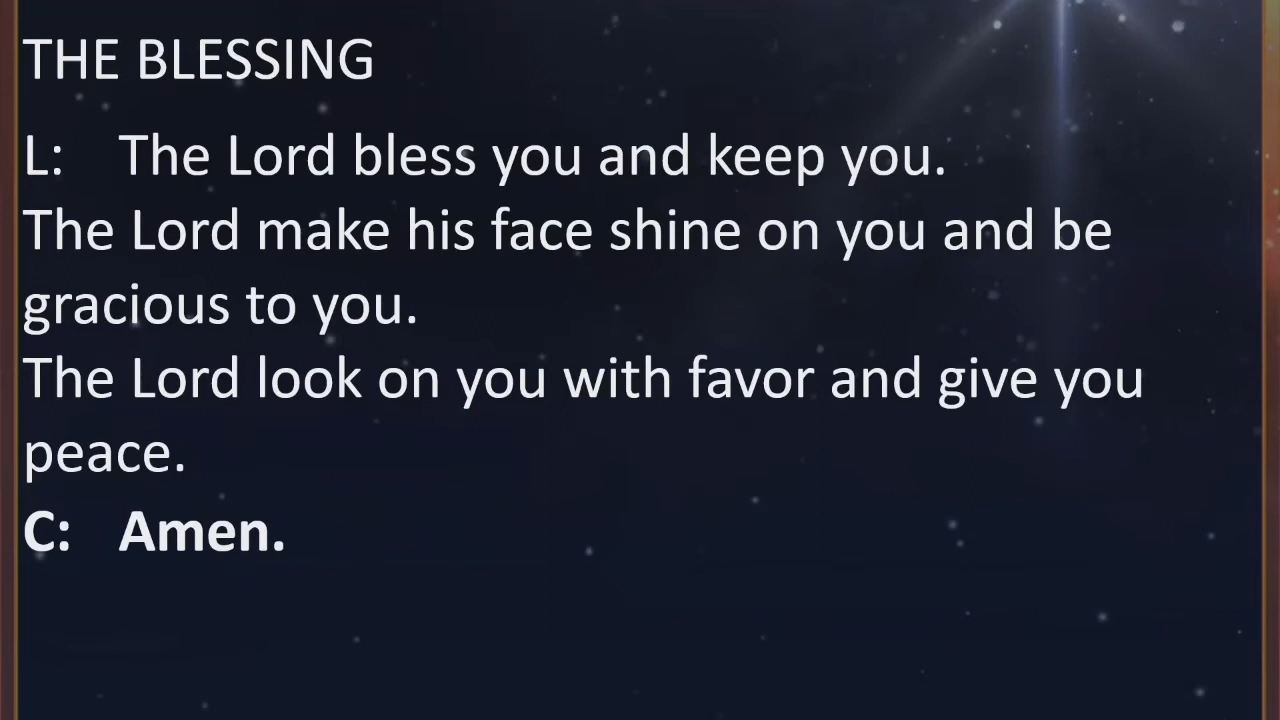 THE BLESSING
L: The Lord bless you and keep you.
The Lord make his face shine on you and be
gracious to you.
The Lord look on you with favor and give you
peace.
C: Amen.